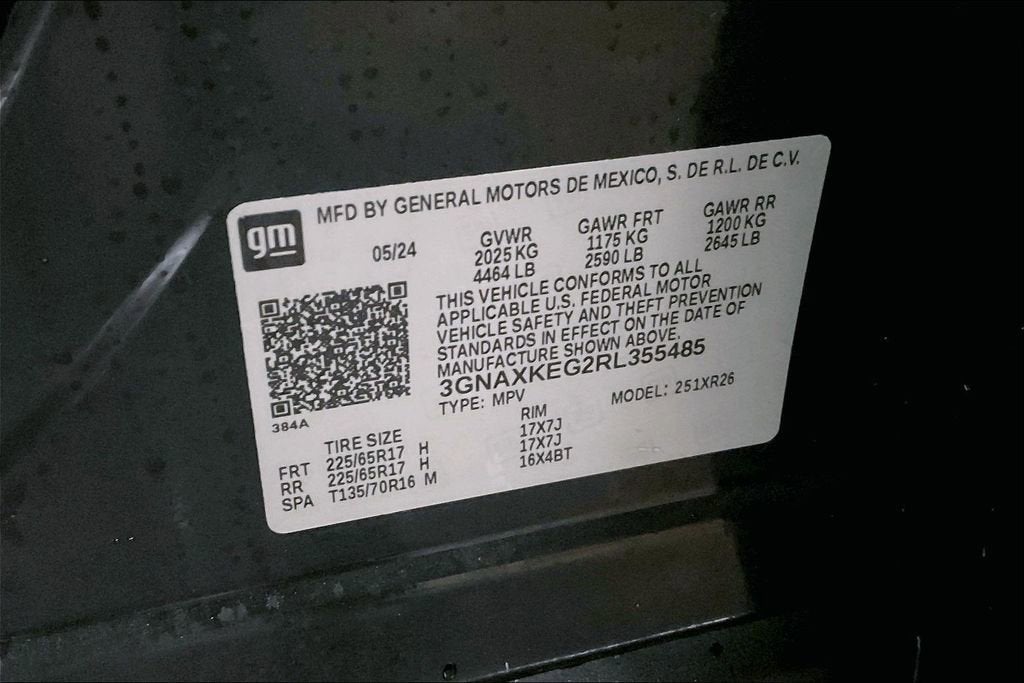 gm
MFD BY GENERAL MOTORS DE MEXICO, S. DE R.L. DE C.V.
05/24
GVWR GAWR FRT GAWR RR
2025 KG 1175 KG 1200 KG
4464 LB 2590 LB 2645 LB
THIS VEHICLE CONFORMS TO ALL
APPLICABLE U.S. FEDERAL MOTOR
VEHICLE SAFETY AND THEFT PREVENTION
STANDARDS IN EFFECT ON THE DATE OF
MANUFACTURE SHOWN ABOVE.
3GNAXKEG2RL355485
TYPE: MPV MODEL: 251XR26
384A
TIRE SIZE RIM
FRT 225/65R17 H 17X7J
RR 225/65R17 H 17X7J
SPA T135/70R16 M 16X4BT